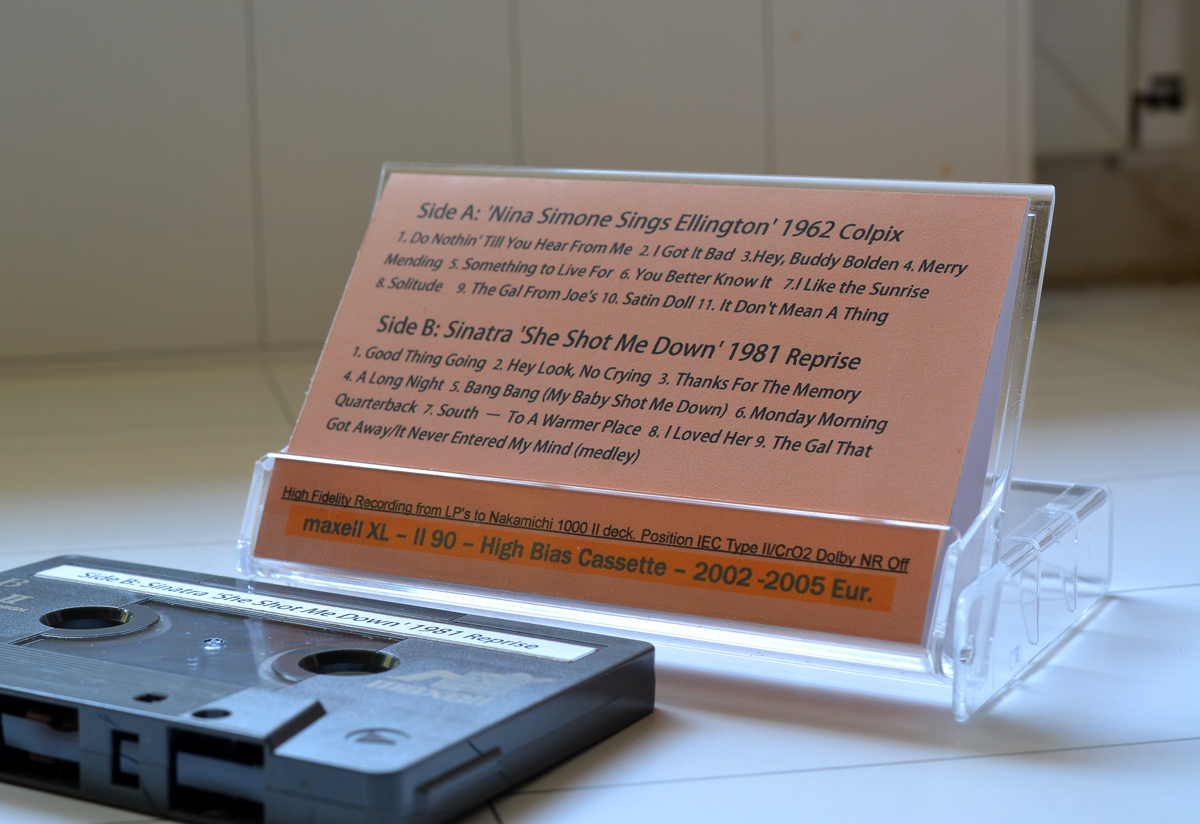 Side A: 'Nina Simone Sings Ellington' 1962 Colpix
1. Do Nothin' Till You Hear From Me 2. I Got It Bad 3.Hey, Buddy Bolden 4. Merry
Mending 5. Something to Live For 6. You Better Know It 7.I Like the Sunrise
8. Solitude 9. The Gal From Joe's 10. Satin Doll 11. It Don't Mean A Thing
Side B: Sinatra 'She Shot Me Down' 1981 Reprise
1. Good Thing Going 2. Hey Look, No Crying 3. Thanks For The Memory
4. A Long Night 5. Bang Bang (My Baby Shot Me Down) 6. Monday Morning
Quarterback 7. South — To A Warmer Place 8. I Loved Her 9. The Gal That
Got Away/It Never Entered My Mind (medley)
High Fidelity Recording from LP's to Nakamichi 1000 II deck. Position IEC Type II/CrO2 Dolby NR Off
maxell XL – II 90 – High Bias Cassette – 2002 -2005 Eur.
Side B: Sinatra 'She Shot Me Down' 1981 Reprise
B
II
maxell